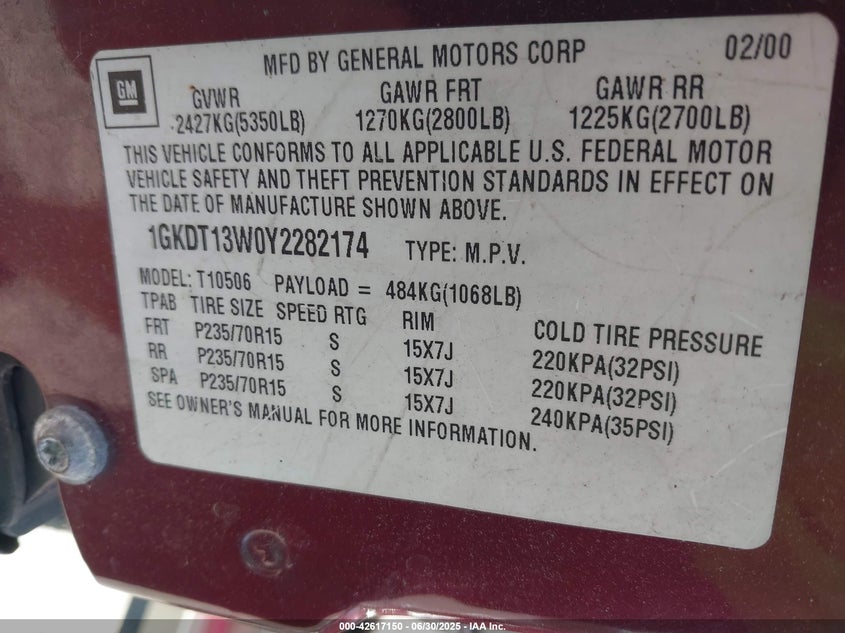 MFD BY GENERAL MOTORS CORP 02/00
GM
GVWR GAWR FRT GAWR RR
2427KG(5350LB) 1270KG(2800LB) 1225KG(2700LB)
THIS VEHICLE CONFORMS TO ALL APPLICABLE U.S. FEDERAL MOTOR
VEHICLE SAFETY AND THEFT PREVENTION STANDARDS IN EFFECT ON
THE DATE OF MANUFACTURE SHOWN ABOVE.
1GKDT13W0Y2282174 TYPE: M.P.V.
MODEL: T10506 PAYLOAD = 484KG(1068LB)
TPAB TIRE SIZE SPEED RTG RIM COLD TIRE PRESSURE
FRT P235/70R15 S 15X7J 220KPA(32PSI)
RR P235/70R15 S 15X7J 220KPA(32PSI)
SPA P235/70R15 S 15X7J 240KPA(35PSI)
SEE OWNER'S MANUAL FOR MORE INFORMATION.
000-42617150 - 06/30/2025 - IAA Inc.